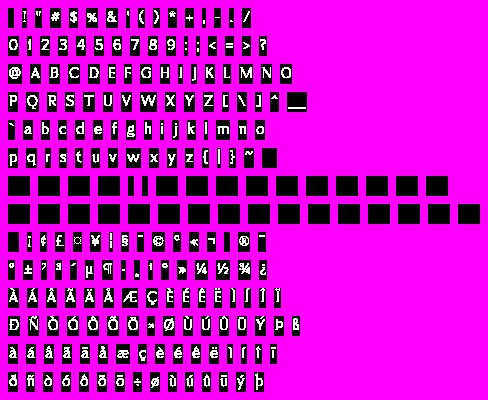 ! " # $ % & ' ( ) * + , - . /
0 1 2 3 4 5 6 7 8 9 : ; < = > ?
@ A B C D E F G H I J K L M N O
P Q R S T U V W X Y Z [ \ ] ^ _
` a b c d e f g h i j k l m n o
p q r s t u v w x y z { | } ~
¡ ¢ £ ¤ ¥ ¦ § ¨ © ª « ¬ ® ¯
° ± ² ³ ´ µ ¶ · ¸ ¹ º » ¼ ½ ¾ ¿
À Á Â Ã Ä Å Æ Ç È É Ê Ë Ì Í Î Ï
Ð Ñ Ò Ó Ô Õ Ö × Ø Ù Ú Û Ü Ý Þ ß
à á â ã ä å æ ç è é ê ë ì í î ï
ð ñ ò ó ô õ ö ÷ ø ù ú û ü ý þ